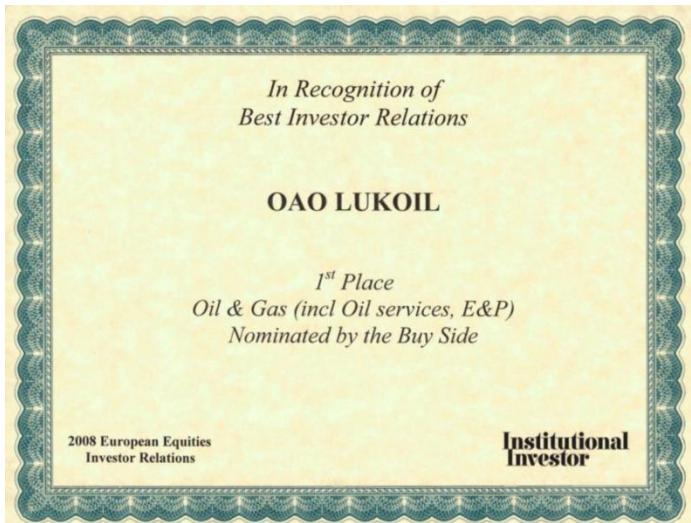 In Recognition of
Best Investor Relations
OAO LUKOIL
1st Place
Oil & Gas (incl Oil services, E&P)
Nominated by the Buy Side
2008 European Equities
Investor Relations
Institutional
Investor